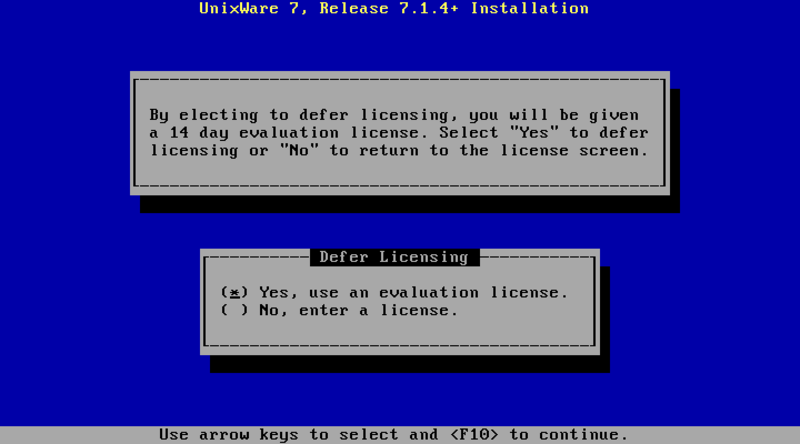 UnixWare 7, Release 7.1.4+ Installation
By electing to defer licensing, you will be given
a 14 day evaluation license. Select "Yes" to defer
licensing or "No" to return to the license screen.
Defer Licensing
(*) Yes, use an evaluation license.
( ) No, enter a license.
Use arrow keys to select and <F10> to continue.